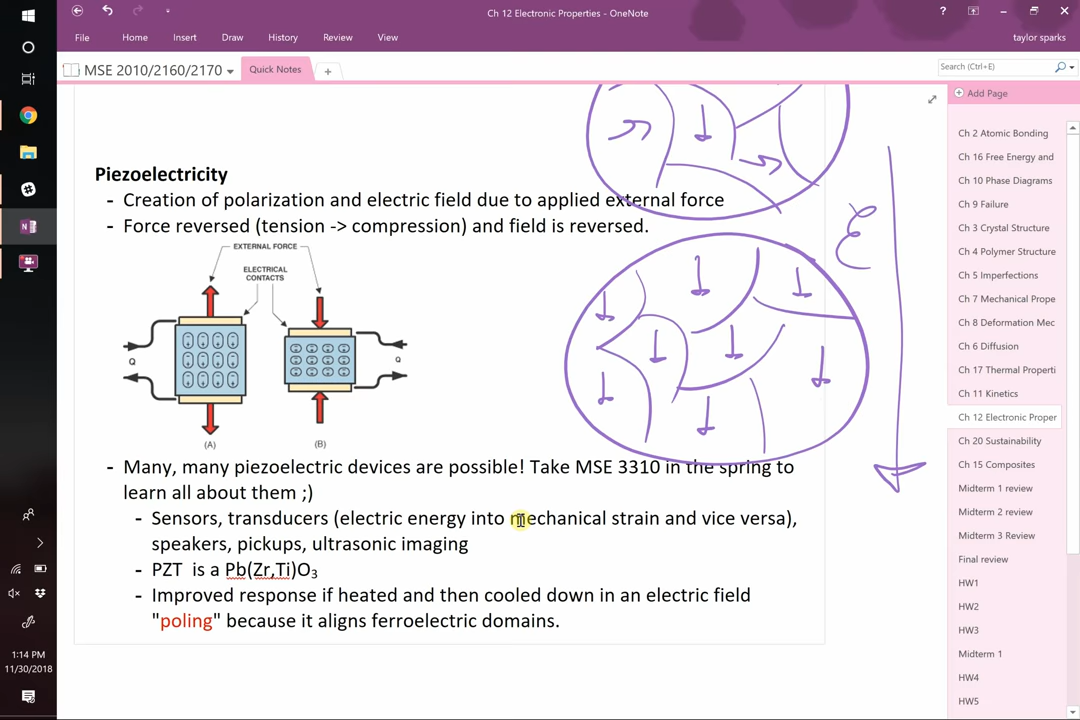 Ch 12 Electronic Properties - OneNote
?
taylor sparks
File Home Insert Draw History Review View
MSE 2010/2160/2170
Quick Notes
+
Search (Ctrl+E)
Add Page
Piezoelectricity
- Creation of polarization and electric field due to applied external force
- Force reversed (tension -> compression) and field is reversed.
EXTERNAL FORCE
ELECTRICAL
CONTACTS
Q
Q
(A)
(B)
ℰ
- Many, many piezoelectric devices are possible! Take MSE 3310 in the spring to
learn all about them ;)
- Sensors, transducers (electric energy into mechanical strain and vice versa),
speakers, pickups, ultrasonic imaging
- PZT is a Pb(Zr,Ti)O₃
- Improved response if heated and then cooled down in an electric field
"poling" because it aligns ferroelectric domains.
Ch 2 Atomic Bonding
Ch 16 Free Energy and
Ch 10 Phase Diagrams
Ch 9 Failure
Ch 3 Crystal Structure
Ch 4 Polymer Structure
Ch 5 Imperfections
Ch 7 Mechanical Prope
Ch 8 Deformation Mec
Ch 6 Diffusion
Ch 17 Thermal Properti
Ch 11 Kinetics
Ch 12 Electronic Proper
Ch 20 Sustainability
Ch 15 Composites
Midterm 1 review
Midterm 2 review
Midterm 3 Review
Final review
HW1
HW2
HW3
Midterm 1
HW4
HW5
1:14 PM
11/30/2018